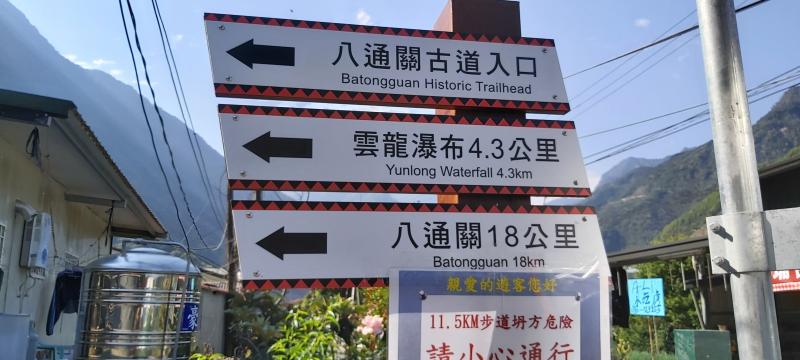 八通關古道入口
Batongguan Historic Trailhead
雲龍瀑布4.3公里
Yunlong Waterfall 4.3km
八通關18公里
Batongguan 18km
親愛的遊客您好
11.5KM步道坍方危險
請小心通行
豪